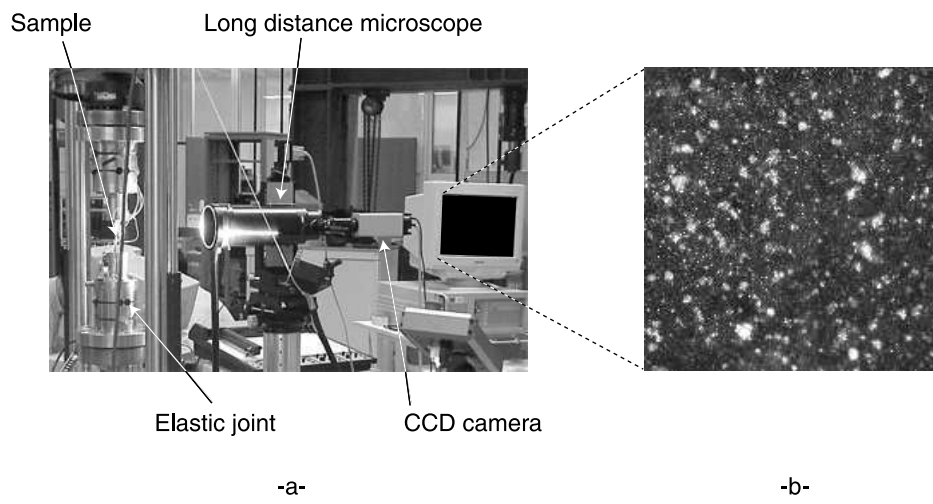 Sample
Long distance microscope
Elastic joint
CCD camera
-a-
-b-